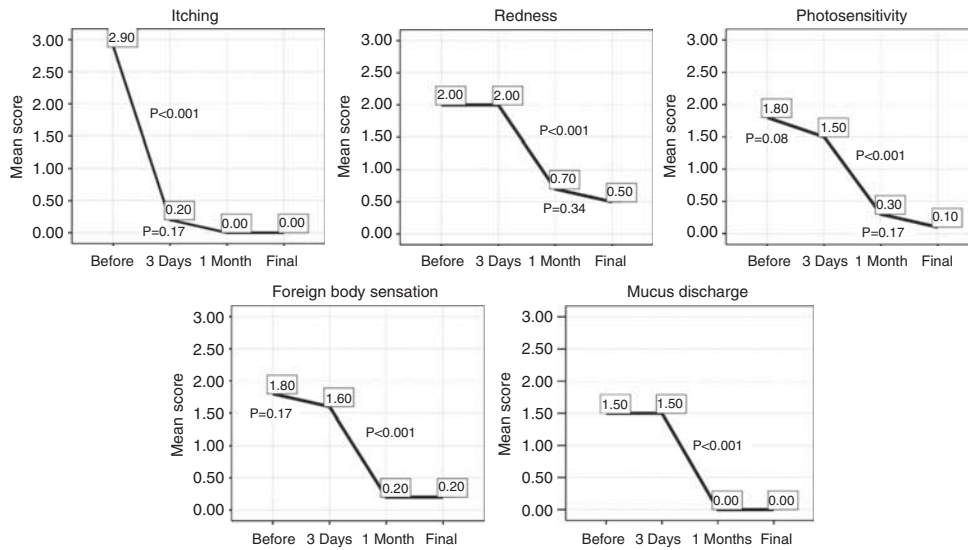 Itching
Mean score
3.00
2.50
2.00
1.50
1.00
0.50
0.00
2.90
P<0.001
0.20
0.00
0.00
P=0.17
Before 3 Days 1 Month Final
Redness
Mean score
3.00
2.50
2.00
1.50
1.00
0.50
0.00
2.00
2.00
P<0.001
0.70
0.50
P=0.34
Before 3 Days 1 Month Final
Photosensitivity
Mean score
3.00
2.50
2.00
1.50
1.00
0.50
0.00
1.80
P=0.08
1.50
P<0.001
0.30
0.10
P=0.17
Before 3 Days 1 Month Final
Foreign body sensation
Mean score
3.00
2.50
2.00
1.50
1.00
0.50
0.00
1.80
P=0.17
1.60
P<0.001
0.20
0.20
Before 3 Days 1 Month Final
Mucus discharge
Mean score
3.00
2.50
2.00
1.50
1.00
0.50
0.00
1.50
1.50
P<0.001
0.00
0.00
Before 3 Days 1 Months Final